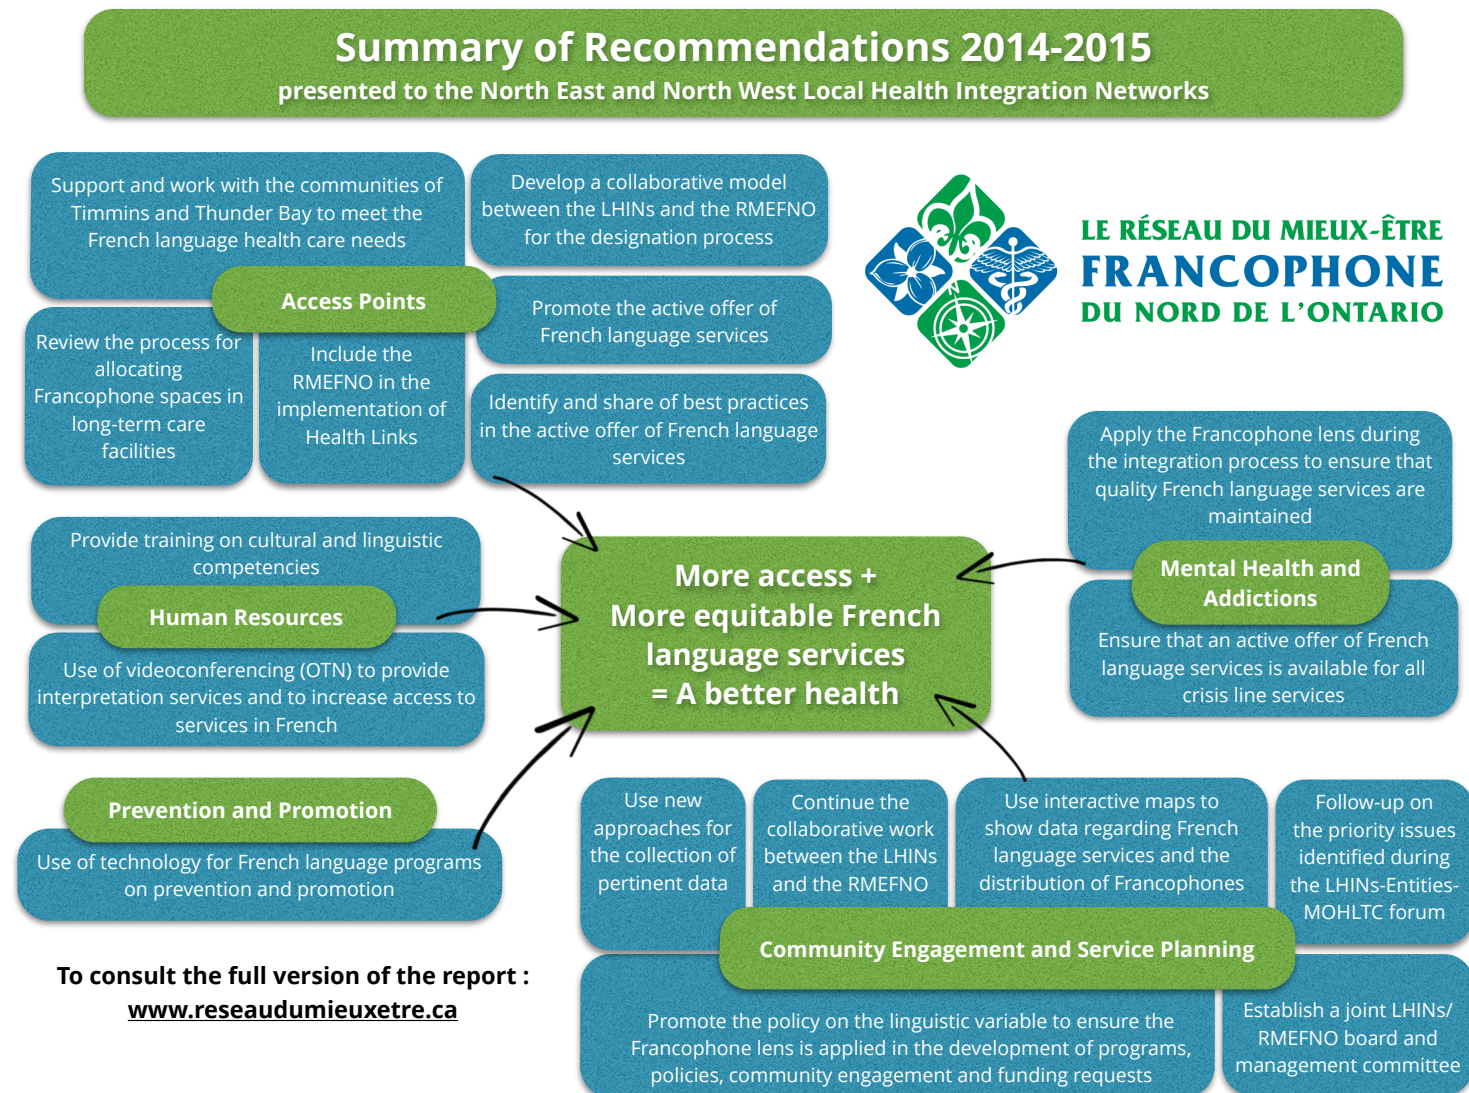 Summary of Recommendations 2014-2015
presented to the North East and North West Local Health Integration Networks
Support and work with the communities of
Timmins and Thunder Bay to meet the
French language health care needs
Develop a collaborative model
between the LHINs and the RMEFNO
for the designation process
Access Points
Promote the active offer of
French language services
Review the process for
allocating
Francophone spaces in
long-term care
facilities
Include the
RMEFNO in the
implementation of
Health Links
Identify and share of best practices
in the active offer of French language
services
N
LE RÉSEAU DU MIEUX-ÊTRE
FRANCOPHONE
DU NORD DE L'ONTARIO
Apply the Francophone lens during
the integration process to ensure that
quality French language services are
maintained
Mental Health and
Addictions
Ensure that an active offer of French
language services is available for all
crisis line services
Provide training on cultural and linguistic
competencies
Human Resources
Use of videoconferencing (OTN) to provide
interpretation services and to increase access to
services in French
More access +
More equitable French
language services
= A better health
Prevention and Promotion
Use of technology for French language programs
on prevention and promotion
Use new
approaches for
the collection of
pertinent data
Continue the
collaborative work
between the LHINs
and the RMEFNO
Use interactive maps to
show data regarding French
language services and the
distribution of Francophones
Follow-up on
the priority issues
identified during
the LHINs-Entities-
MOHLTC forum
Community Engagement and Service Planning
Promote the policy on the linguistic variable to ensure the
Francophone lens is applied in the development of programs,
policies, community engagement and funding requests
Establish a joint LHINs/
RMEFNO board and
management committee
To consult the full version of the report :
www.reseaudumieuxetre.ca